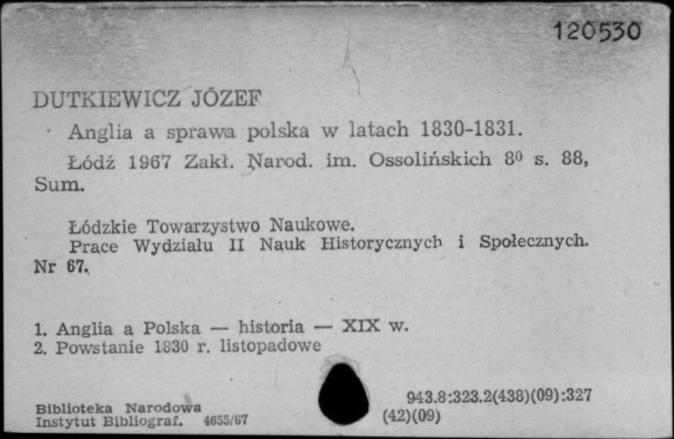 120530
DUTKIEWICZ JÓZEF
Anglia a sprawa polska w latach 1830-1831.
Łódź 1967 Zakł. Narod. im. Ossolińskich 8⁰ s. 88,
Sum.
Łódzkie Towarzystwo Naukowe.
Prace Wydziału II Nauk Historycznych i Społecznych.
Nr 67.
1. Anglia a Polska — historia — XIX w.
2. Powstanie 1830 r. listopadowe
943.8:323.2(438)(09):327
(42)(09)
Biblioteka Narodowa
Instytut Bibliograf. 4655/67